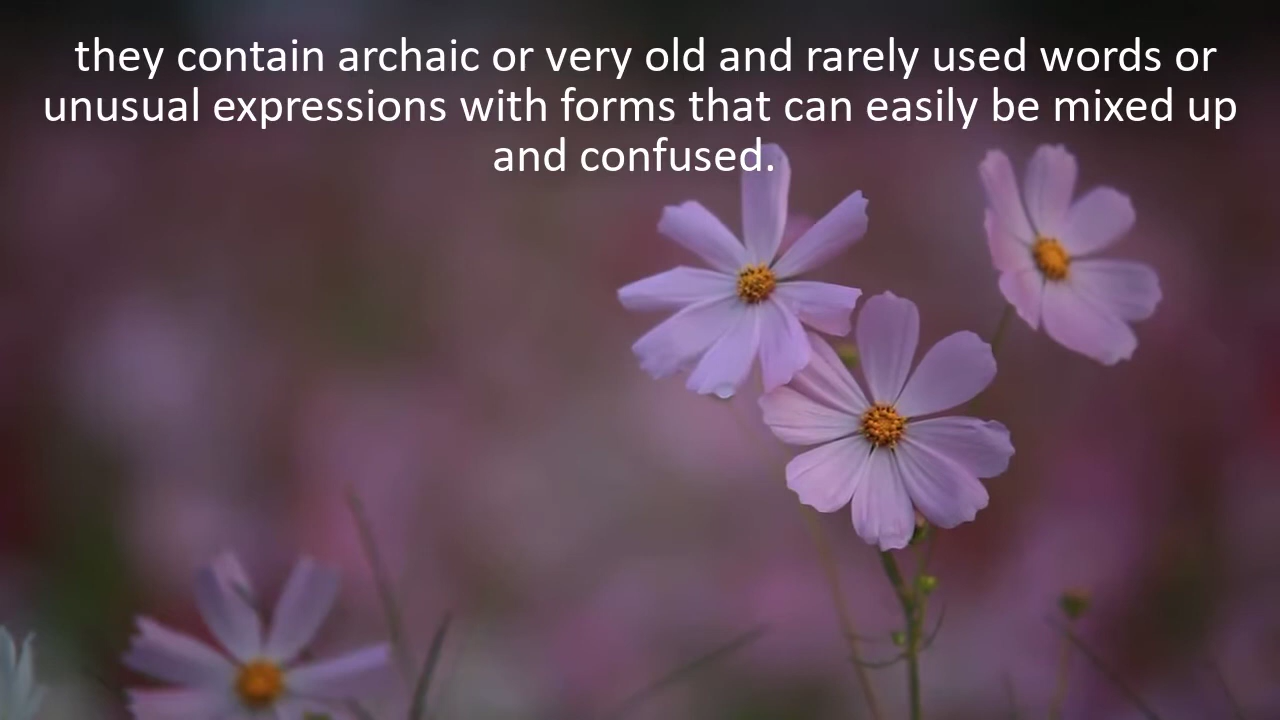 they contain archaic or very old and rarely used words or
unusual expressions with forms that can easily be mixed up
and confused.